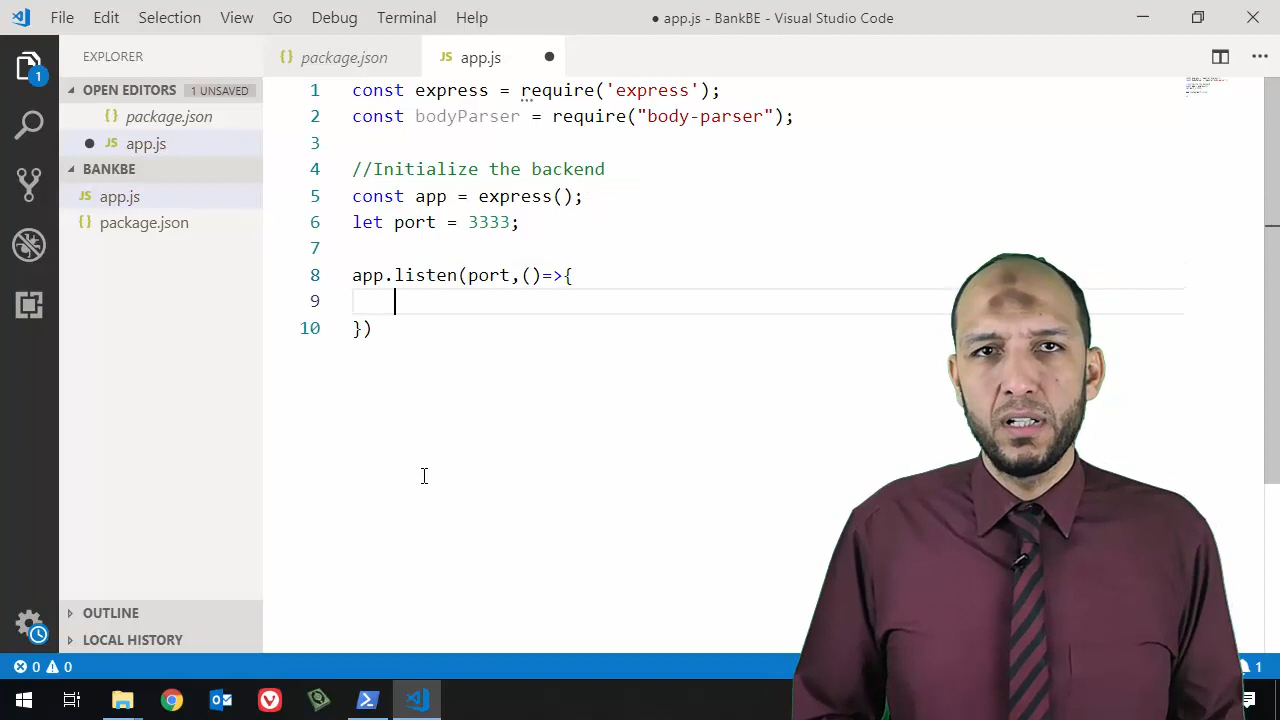 File Edit Selection View Go Debug Terminal Help ● app.js - BankBE - Visual Studio Code
EXPLORER
{} package.json
JS app.js
OPEN EDITORS 1 UNSAVED
{} package.json
JS app.js
BANKBE
JS app.js
{} package.json
OUTLINE
LOCAL HISTORY
1
1 const express = require('express');
2 const bodyParser = require("body-parser");
3
4 //Initialize the backend
5 const app = express();
6 let port = 3333;
7
8 app.listen(port,()=>{
9
10 })
0 0
1